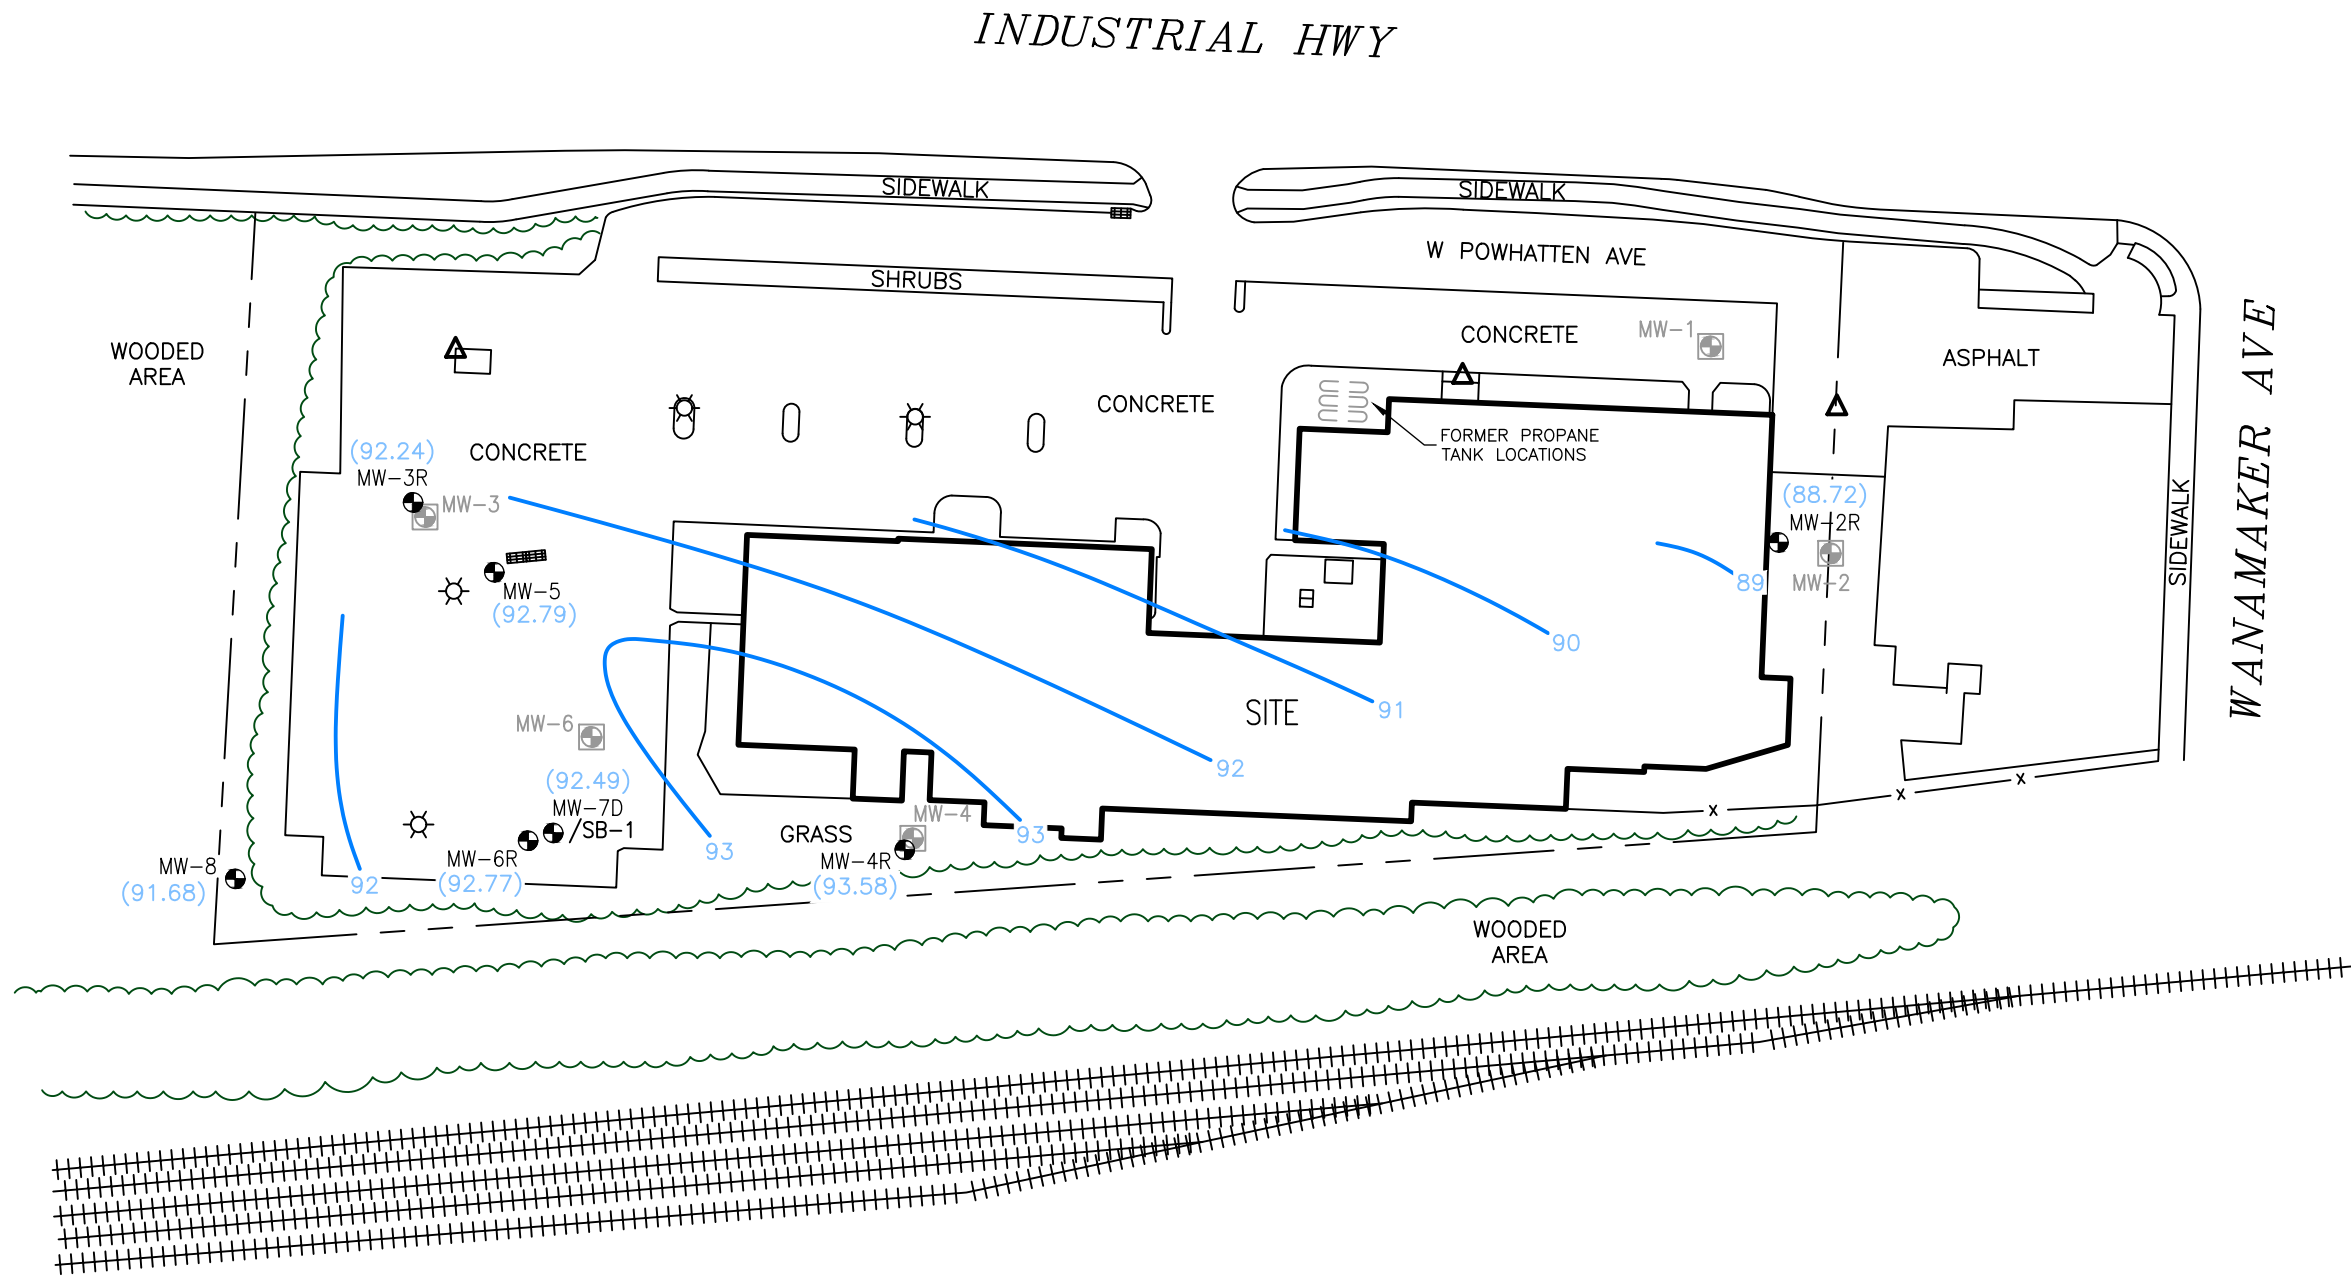 INDUSTRIAL HWY
SIDEWALK
SIDEWALK
W POWHATTEN AVE
SHRUBS
WOODED
AREA
CONCRETE
MW-1
ASPHALT
WANAMAKER AVE
CONCRETE
FORMER PROPANE
TANK LOCATIONS
(92.24)
MW-3R
CONCRETE
MW-3
(88.72)
MW-2R
SIDEWALK
MW-5
(92.79)
89
MW-2
90
MW-6
SITE
91
(92.49)
MW-7D
/SB-1
92
MW-4
GRASS
93
93
MW-8
(91.68)
92
MW-6R
(92.77)
MW-4R
(93.58)
x
x
x
WOODED
AREA